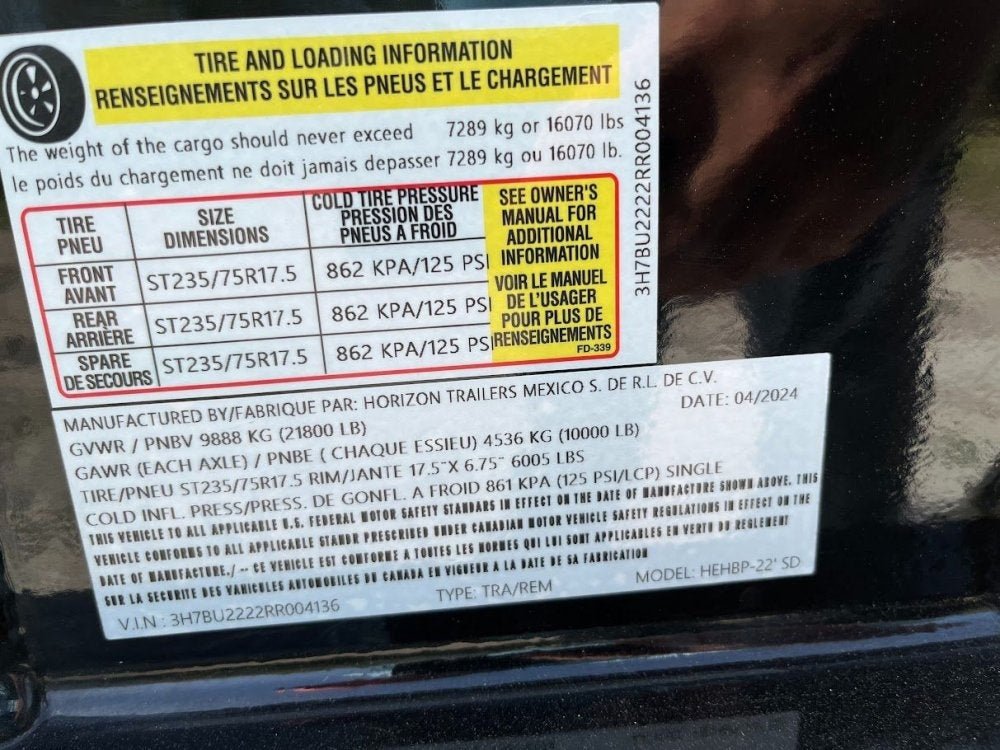 TIRE AND LOADING INFORMATION
RENSEIGNEMENTS SUR LES PNEUS ET LE CHARGEMENT
The weight of the cargo should never exceed 7289 kg or 16070 lbs
le poids du chargement ne doit jamais depasser 7289 kg ou 16070 lb.
TIRE
PNEU
SIZE
DIMENSIONS
COLD TIRE PRESSURE
PRESSION DES
PNEUS A FROID
SEE OWNER'S
MANUAL FOR
ADDITIONAL
INFORMATION
VOIR LE MANUEL
DE L'USAGER
POUR PLUS DE
RENSEIGNEMENTS
FD-339
FRONT
AVANT
ST235/75R17.5
862 KPA/125 PSI
REAR
ARRIÈRE
ST235/75R17.5
862 KPA/125 PSI
SPARE
DE SECOURS
ST235/75R17.5
862 KPA/125 PSI
3H7BU2222RR004136
MANUFACTURED BY/FABRIQUE PAR: HORIZON TRAILERS MEXICO S. DE R.L. DE C.V.
GVWR / PNBV 9888 KG (21800 LB) DATE: 04/2024
GAWR (EACH AXLE) / PNBE ( CHAQUE ESSIEU) 4536 KG (10000 LB)
TIRE/PNEU ST235/75R17.5 RIM/JANTE 17.5"X 6.75" 6005 LBS
COLD INFL. PRESS/PRESS. DE GONFL. A FROID 861 KPA (125 PSI/LCP) SINGLE
THIS VEHICLE TO ALL APPLICABLE U.S. FEDERAL MOTOR SAFETY STANDARS IN EFFECT ON THE DATE OF MANUFACTURE SHOWN ABOVE. THIS
VEHICLE CONFORMS TO ALL APPLICABLE STANDR PRESCRIBED UNDER CANADIAN MOTOR VEHICLE SAFETY REGULATIONS IN EFFECT ON THE
DATE OF MANUFACTURE./ -- CE VEHICLE EST CONFORME A TOUTES LES NORMES QUI LUI SONT APPLICABLES EN VERTU DU REGLEMENT
SUR LA SECURITE DES VANICULES AUTOMOBILES DU CANADA EN VIGUEUR A LA DATE DE SA FABRICATION
V.I.N : 3H7BU2222RR004136 TYPE: TRA/REM MODEL: HEHBP-22' SD